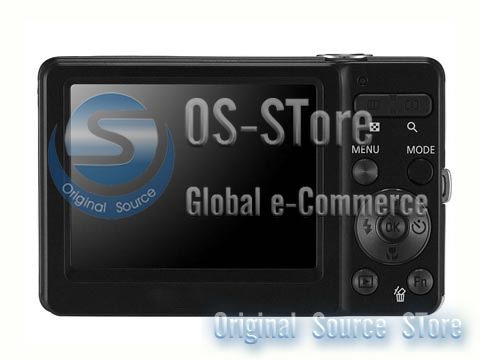 OS-STore
MENU MODE
Original Source
Global e-Commerce
OK
Fn
Original Source STore